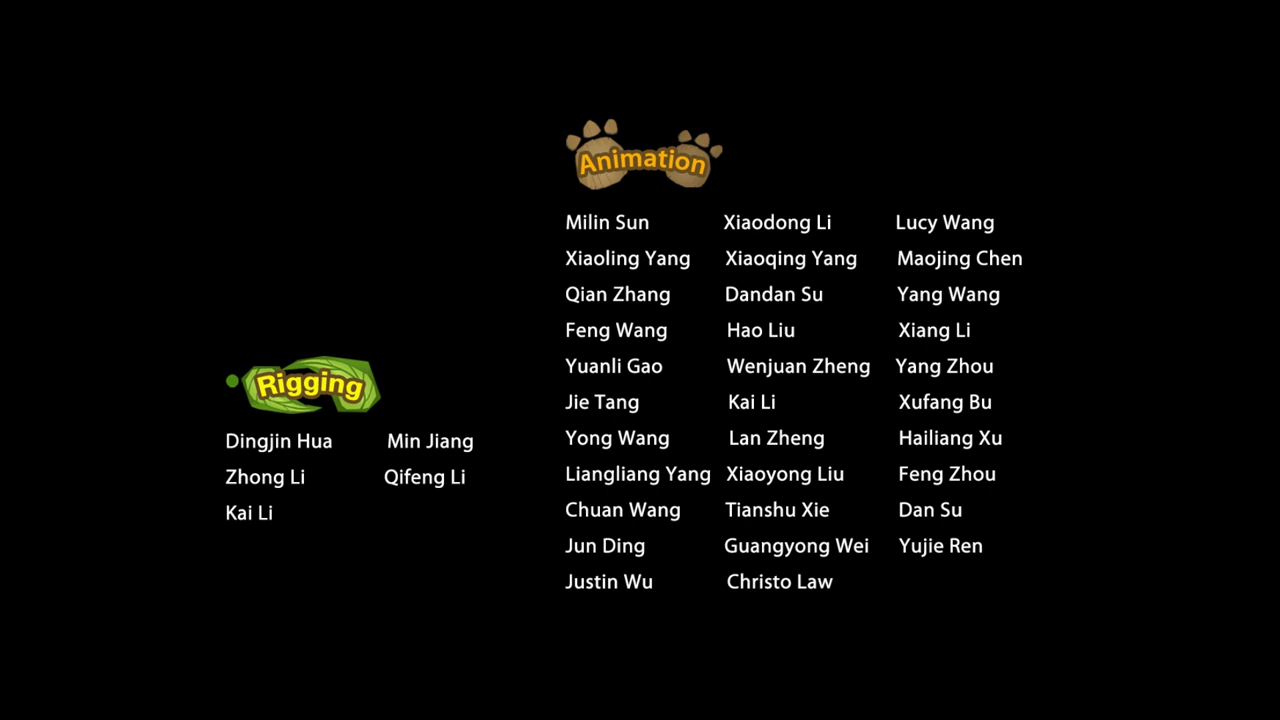 Rigging
Dingjin Hua Min Jiang
Zhong Li Qifeng Li
Kai Li
Animation
Milin Sun Xiaodong Li Lucy Wang
Xiaoling Yang Xiaoqing Yang Maojing Chen
Qian Zhang Dandan Su Yang Wang
Feng Wang Hao Liu Xiang Li
Yuanli Gao Wenjuan Zheng Yang Zhou
Jie Tang Kai Li Xufang Bu
Yong Wang Lan Zheng Hailiang Xu
Liangliang Yang Xiaoyong Liu Feng Zhou
Chuan Wang Tianshu Xie Dan Su
Jun Ding Guangyong Wei Yujie Ren
Justin Wu Christo Law